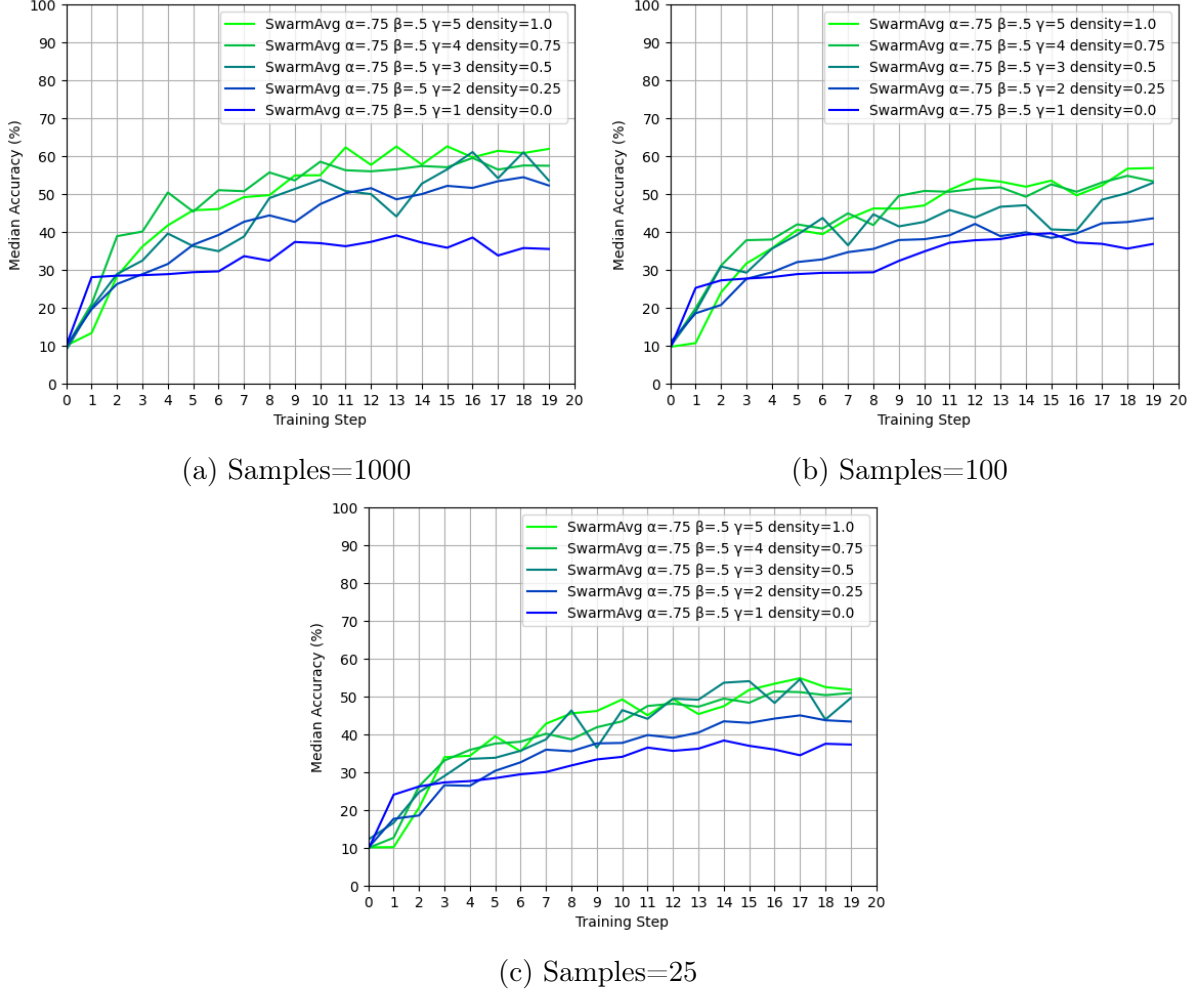 100
90
80
70
60
50
40
30
20
10
0
Median Accuracy (%)
SwarmAvg α=.75 β=.5 γ=5 density=1.0
SwarmAvg α=.75 β=.5 γ=4 density=0.75
SwarmAvg α=.75 β=.5 γ=3 density=0.5
SwarmAvg α=.75 β=.5 γ=2 density=0.25
SwarmAvg α=.75 β=.5 γ=1 density=0.0
0 1 2 3 4 5 6 7 8 9 10 11 12 13 14 15 16 17 18 19 20
Training Step
(a) Samples=1000
100
90
80
70
60
50
40
30
20
10
0
Median Accuracy (%)
SwarmAvg α=.75 β=.5 γ=5 density=1.0
SwarmAvg α=.75 β=.5 γ=4 density=0.75
SwarmAvg α=.75 β=.5 γ=3 density=0.5
SwarmAvg α=.75 β=.5 γ=2 density=0.25
SwarmAvg α=.75 β=.5 γ=1 density=0.0
0 1 2 3 4 5 6 7 8 9 10 11 12 13 14 15 16 17 18 19 20
Training Step
(b) Samples=100
100
90
80
70
60
50
40
30
20
10
0
Median Accuracy (%)
SwarmAvg α=.75 β=.5 γ=5 density=1.0
SwarmAvg α=.75 β=.5 γ=4 density=0.75
SwarmAvg α=.75 β=.5 γ=3 density=0.5
SwarmAvg α=.75 β=.5 γ=2 density=0.25
SwarmAvg α=.75 β=.5 γ=1 density=0.0
0 1 2 3 4 5 6 7 8 9 10 11 12 13 14 15 16 17 18 19 20
Training Step
(c) Samples=25